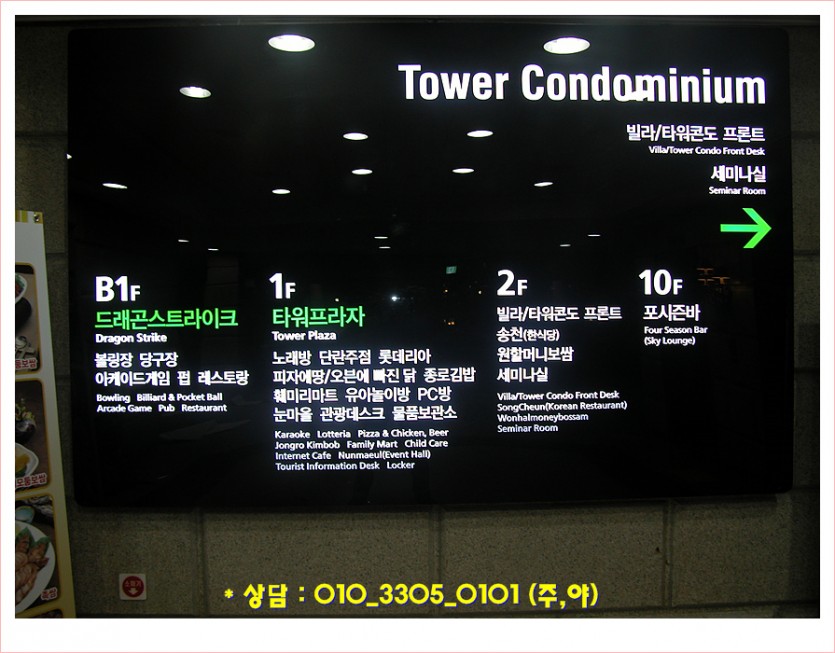 Tower Condominium
빌라/타워콘도 프론트
Villa/Tower Condo Front Desk
세미나실
Seminar Room
B1F
드래곤스트라이크
Dragon Strike
볼링장 당구장
아케이드게임 펍 레스토랑
Bowling Billiard & Pocket Ball
Arcade Game Pub Restaurant
1F
타워프라자
Tower Plaza
노래방 단란주점 롯데리아
피자에땅/오븐에 빠진 닭 종로김밥
훼미리마트 유아놀이방 PC방
눈마을 관광데스크 물품보관소
Karaoke Lotteria Pizza & Chicken, Beer
Jongro Kimbob Family Mart Child Care
Internet Cafe Nunmaeul(Event Hall)
Tourist Information Desk Locker
2F
빌라/타워콘도 프론트
송천(한식당)
원할머니보쌈
세미나실
Villa/Tower Condo Front Desk
SongCheun(Korean Restaurant)
Wonhalmoneybossam
Seminar Room
10F
포시즌바
Four Season Bar
(Sky Lounge)
소화기
* 상담 : 010_3305_0101 (주,야)